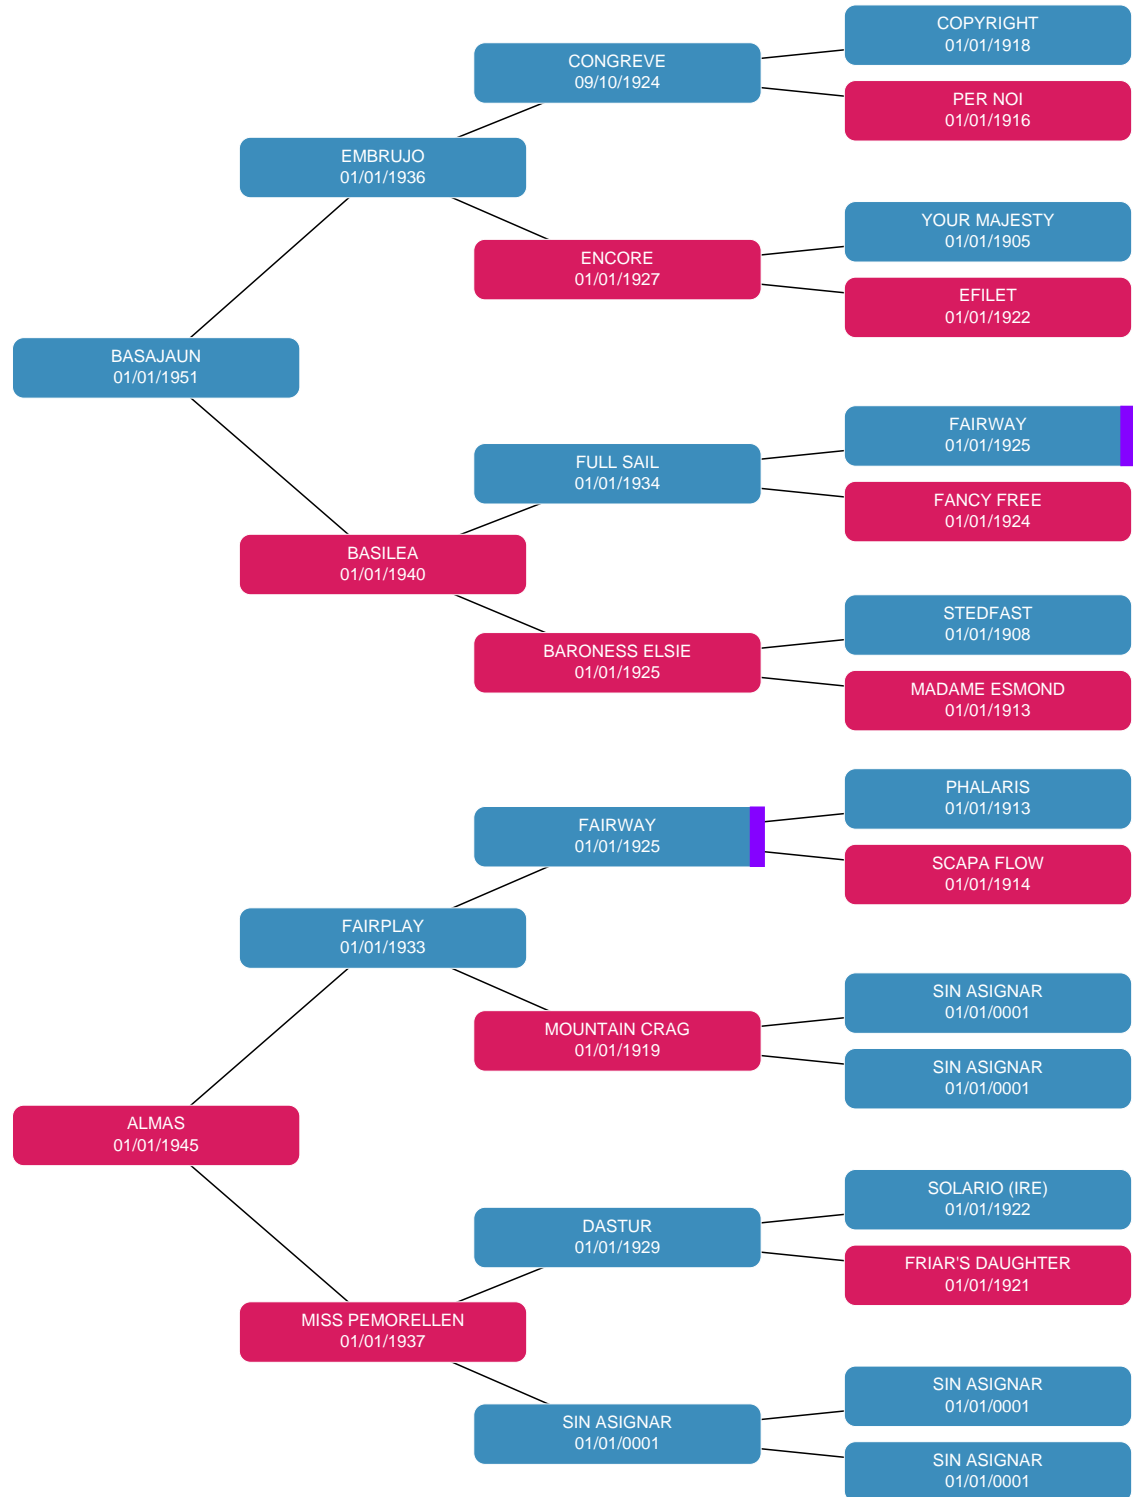 COPYRIGHT
01/01/1918
CONGREVE
09/10/1924
PER NOI
01/01/1916
EMBRUJO
01/01/1936
YOUR MAJESTY
01/01/1905
ENCORE
01/01/1927
EFILET
01/01/1922
BASAJAUN
01/01/1951
FAIRWAY
01/01/1925
FULL SAIL
01/01/1934
FANCY FREE
01/01/1924
BASILEA
01/01/1940
STEDFAST
01/01/1908
BARONESS ELSIE
01/01/1925
MADAME ESMOND
01/01/1913
PHALARIS
01/01/1913
FAIRWAY
01/01/1925
SCAPA FLOW
01/01/1914
FAIRPLAY
01/01/1933
SIN ASIGNAR
01/01/0001
MOUNTAIN CRAG
01/01/1919
SIN ASIGNAR
01/01/0001
ALMAS
01/01/1945
SOLARIO (IRE)
01/01/1922
DASTUR
01/01/1929
FRIAR'S DAUGHTER
01/01/1921
MISS PEMORELLEN
01/01/1937
SIN ASIGNAR
01/01/0001
SIN ASIGNAR
01/01/0001
SIN ASIGNAR
01/01/0001